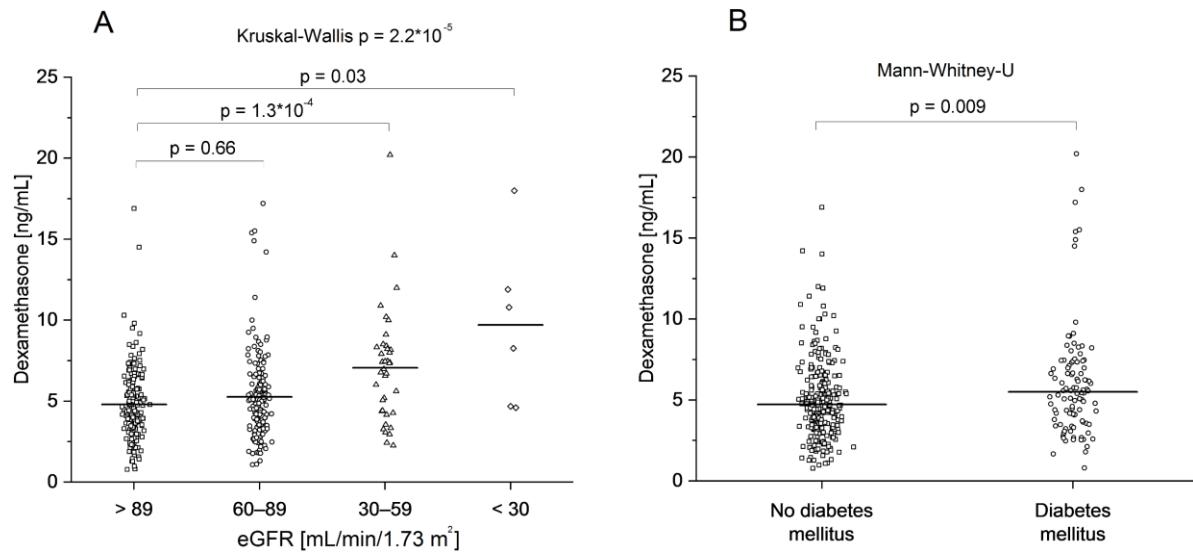 A
Kruskal-Wallis p = 2.2*10⁻⁵
p = 0.03
p = 1.3*10⁻⁴
p = 0.66
25
20
15
10
5
0
Dexamethasone [ng/mL]
> 89 60–89 30–59 < 30
eGFR [mL/min/1.73 m²]
B
Mann-Whitney-U
p = 0.009
25
20
15
10
5
0
Dexamethasone [ng/mL]
No diabetes
mellitus
Diabetes
mellitus